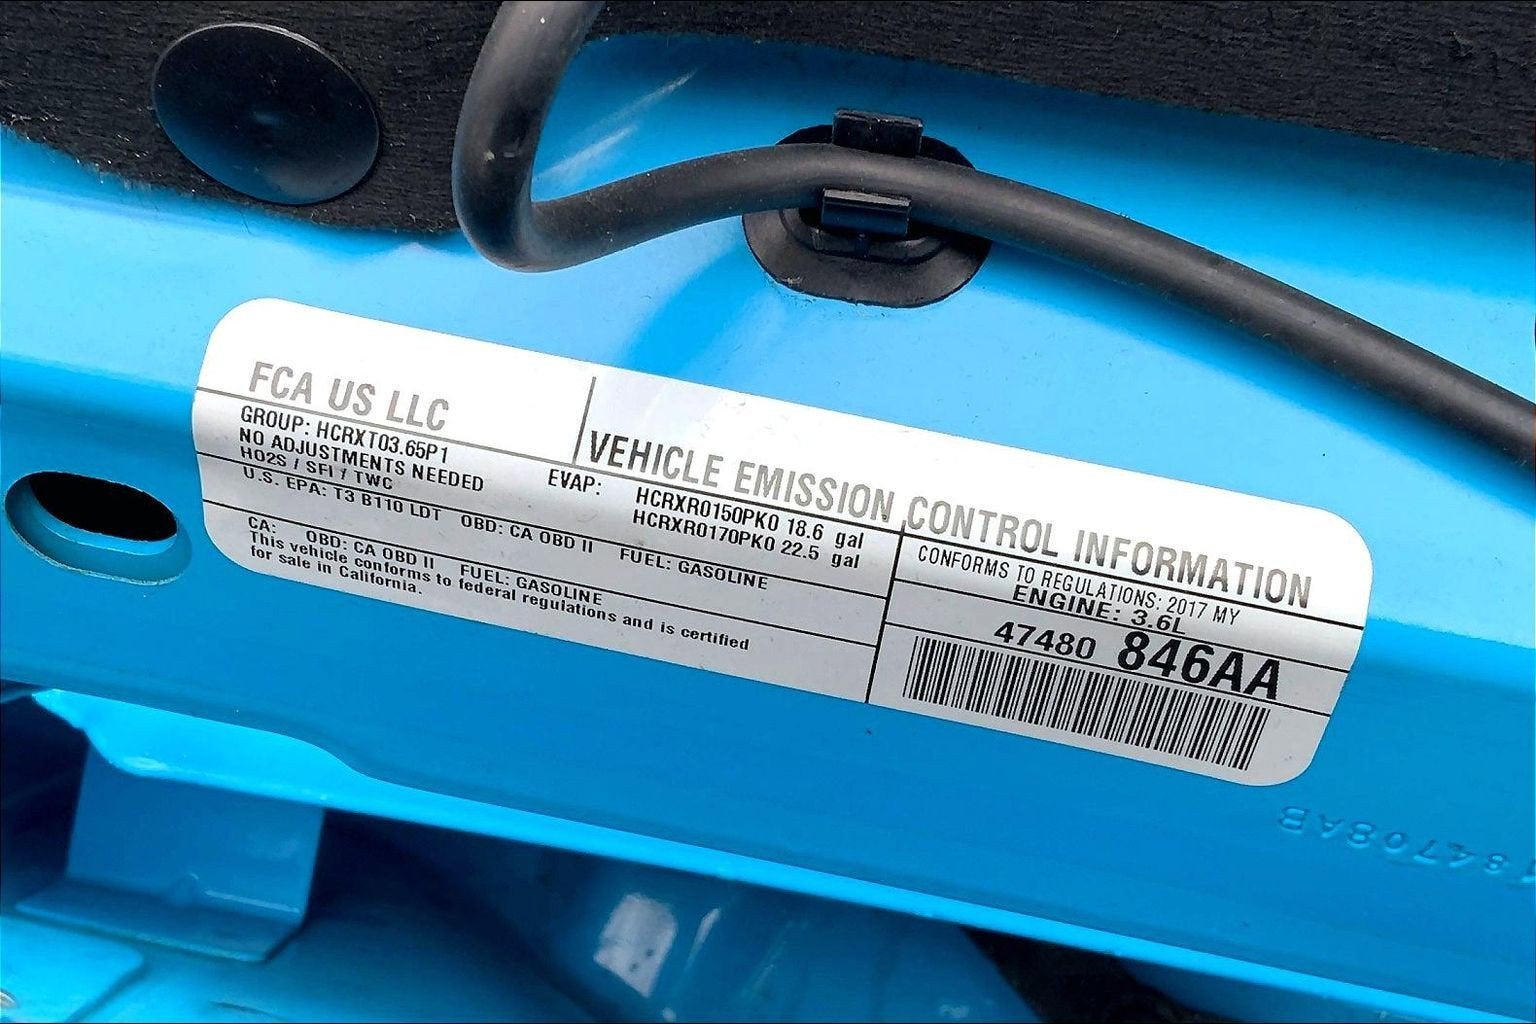 FCA US LLC
VEHICLE EMISSION CONTROL INFORMATION
GROUP: HCRXT03.65P1
NO ADJUSTMENTS NEEDED
HO2S / SFI / TWC
EVAP: HCRXR0150PK0 18.6 gal
HCRXR0170PK0 22.5 gal
U.S. EPA: T3 B110 LDT OBD: CA OBD II FUEL: GASOLINE
CA: OBD: CA OBD II FUEL: GASOLINE
This vehicle conforms to federal regulations and is certified
for sale in California.
CONFORMS TO REGULATIONS: 2017 MY
ENGINE: 3.6L
47480 846AA